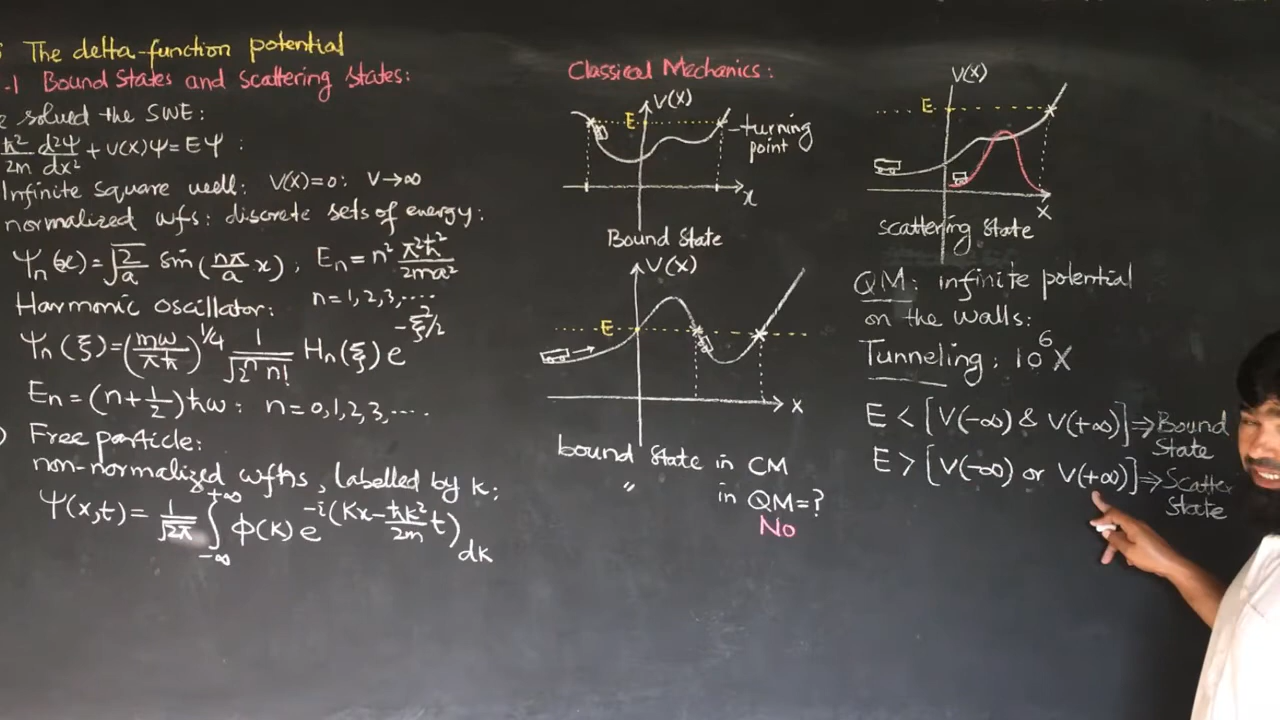 The delta-function potential
.1 Bound States and Scattering States:
solved the SWE:
ħ²/2m d²Ψ/dx² + V(x)Ψ = EΨ :
Infinite square well: V(x)=0: V→∞
normalized wfs: discrete sets of energy:
Ψn(x) = √(2/a) sin(nπ/a x); En = n² π²ħ²/2ma²
Harmonic oscillator: n=1,2,3,....
Ψn(ξ) = (mω/πħ)^1/4 1/√(2ⁿ n!) Hn(ξ) e^-ξ²/2
En = (n+1/2)ħω: n=0,1,2,3,....
Free particle:
non-normalized wfns, labelled by k:
Ψ(x,t) = 1/√2π ∫-∞^+∞ φ(k) e^-i(kx - ħk²/2m t) dk
Classical Mechanics:
V(x)
E
turning
point
x
Bound State
V(x)
E
x
bound State in CM
" in QM=?
No
V(x)
E
x
scattering State
QM: infinite potential
on the walls:
Tunneling: 10⁶ X
E < [V(-∞) & V(+∞)] ⇒ Bound
State
E > [V(-∞) or V(+∞)] ⇒ Scatte
State